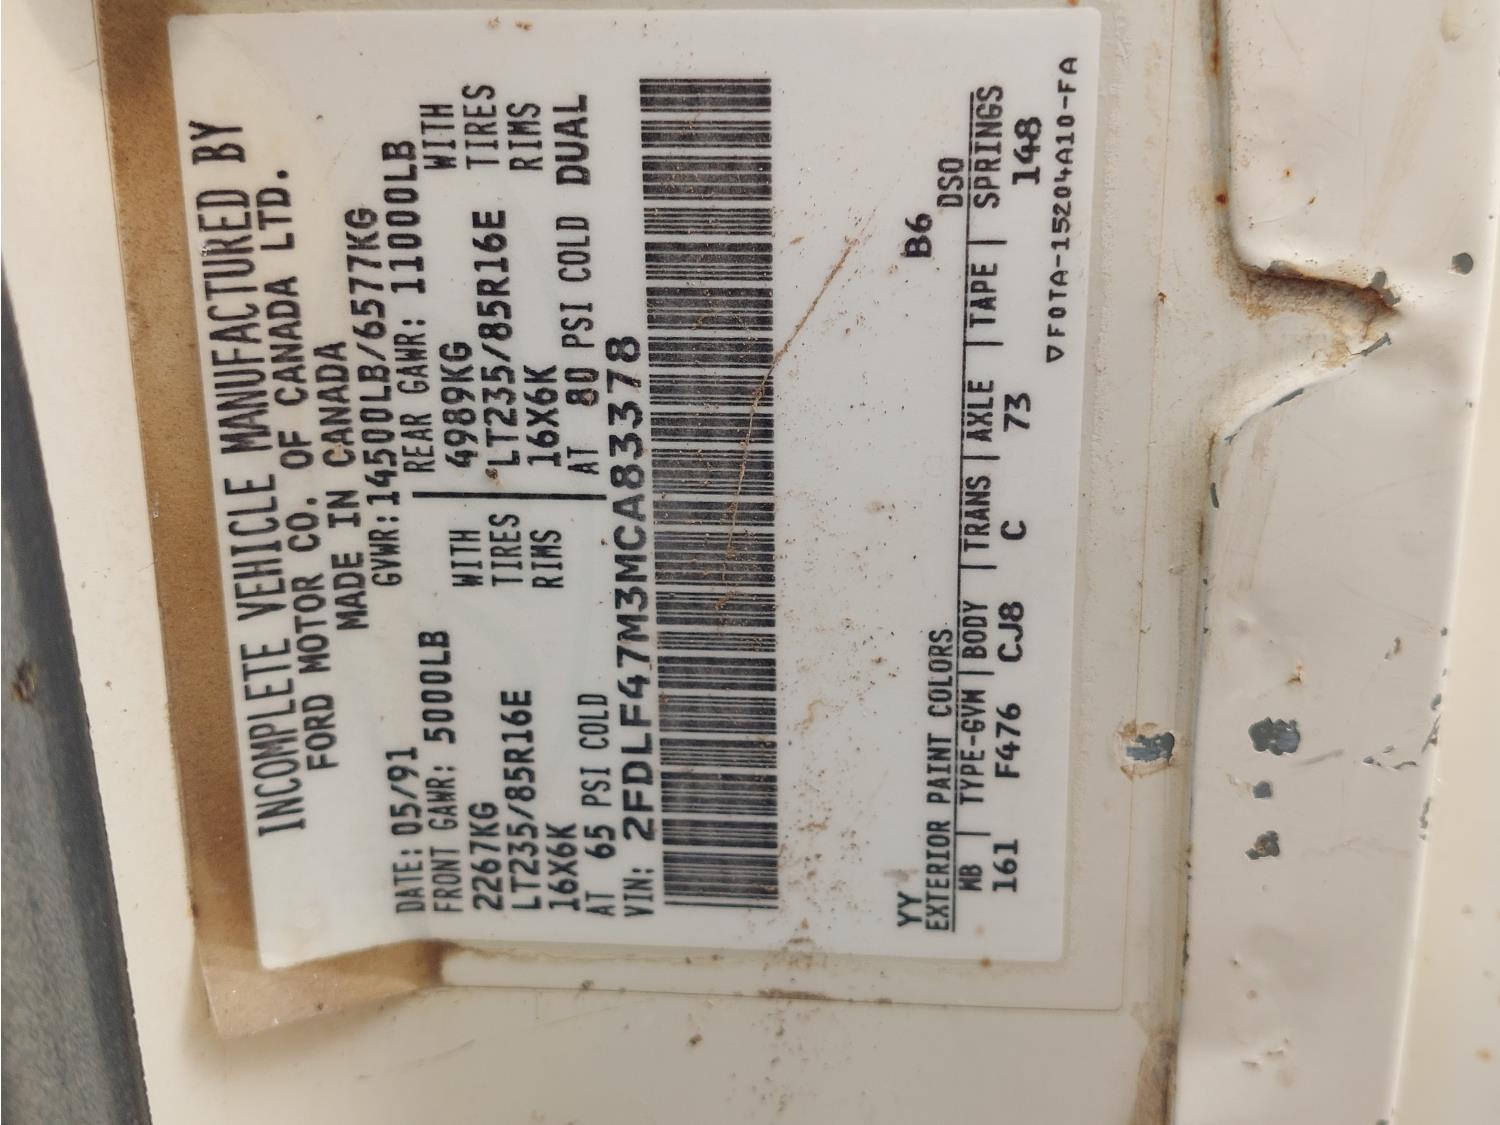 INCOMPLETE VEHICLE MANUFACTURED BY
FORD MOTOR CO. OF CANADA LTD.
MADE IN CANADA
DATE: 05/91 GVWR: 14500LB/6577KG
FRONT GAWR: 5000LB REAR GAWR: 11000LB
2267KG WITH 4989KG WITH
LT235/85R16E TIRES LT235/85R16E TIRES
16X6K RIMS 16X6K RIMS
AT 65 PSI COLD AT 80 PSI COLD DUAL
VIN: 2FDLF47M3MCA83378
YY B6
EXTERIOR PAINT COLORS DSO
WB | TYPE-GVW | BODY | TRANS | AXLE | TAPE | SPRINGS
161 F476 CJ8 C 73 148
▽F0TA-15204A10-FA